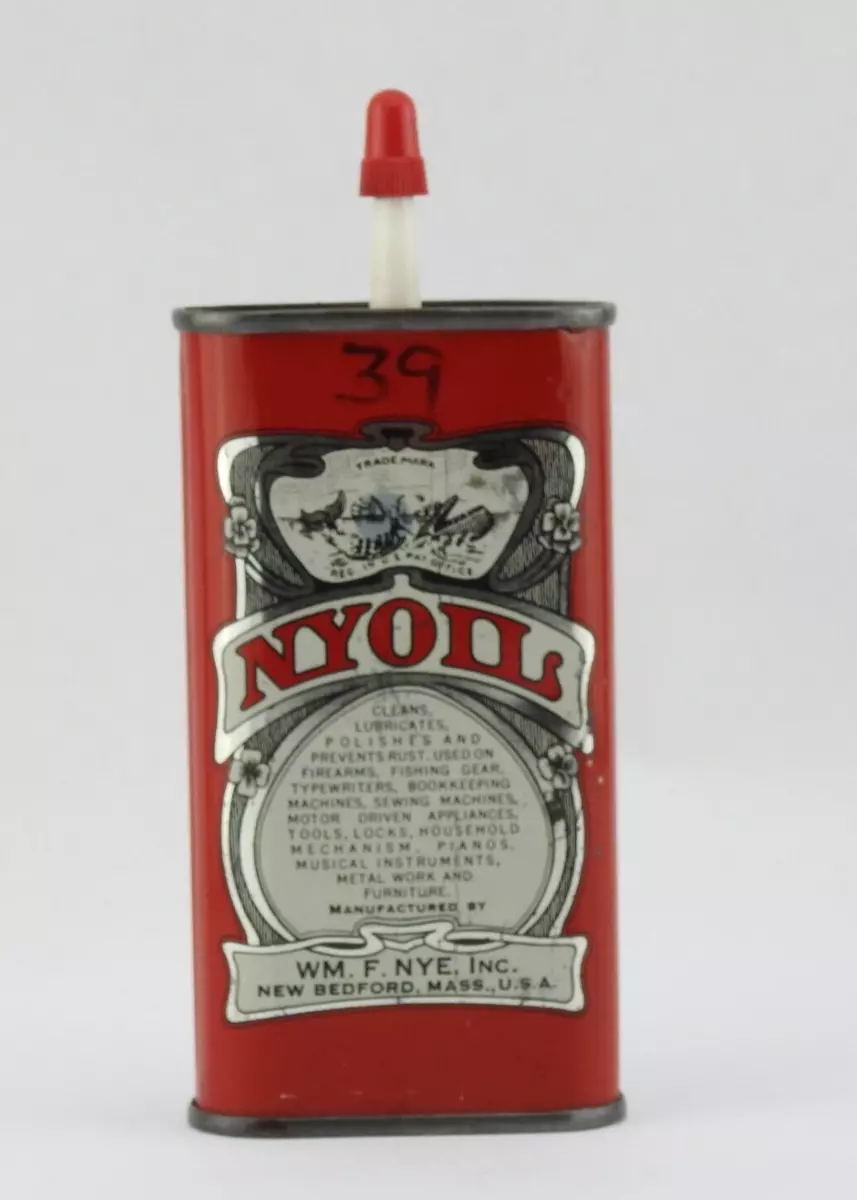 39
TRADE MARK
REG. IN U.S. PAT. OFFICE
NYOIL
CLEANS,
LUBRICATES,
POLISHES AND
PREVENTS RUST. USED ON
FIREARMS, FISHING GEAR,
TYPEWRITERS, BOOKKEEPING
MACHINES, SEWING MACHINES,
MOTOR DRIVEN APPLIANCES,
TOOLS, LOCKS, HOUSEHOLD
MECHANISM, PIANOS,
MUSICAL INSTRUMENTS,
METAL WORK AND
FURNITURE.
MANUFACTURED BY
WM. F. NYE, INC.
NEW BEDFORD, MASS., U.S.A.